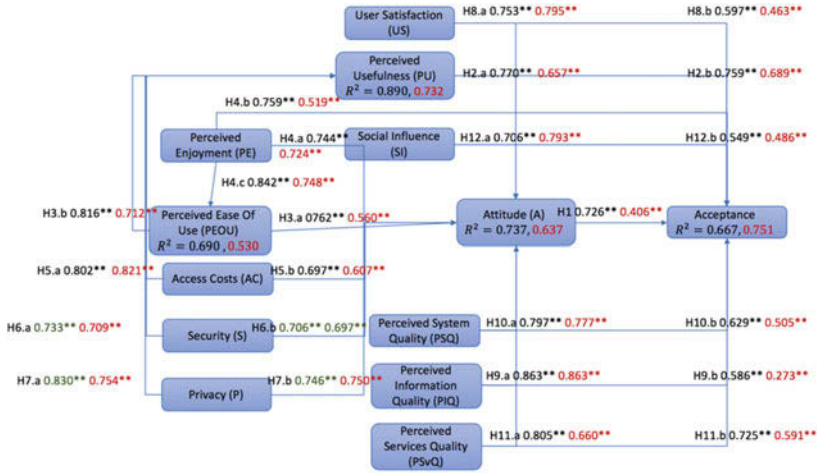 User Satisfaction
(US)
H8.a 0.753** 0.795**
H8.b 0.597** 0.463**
Perceived
Usefulness (PU)
R² = 0.890, 0.732
H2.a 0.770** 0.657**
H2.b 0.759** 0.689**
H4.b 0.759** 0.519**
Perceived
Enjoyment (PE)
H4.a 0.744**
0.724**
Social Influence
(SI)
H12.a 0.706** 0.793**
H12.b 0.549** 0.486**
H4.c 0.842** 0.748**
H3.b 0.816** 0.712**
Perceived Ease Of
Use (PEOU)
R² = 0.690, 0.530
H3.a 0762** 0.560**
Attitude (A)
R² = 0.737, 0.637
H1 0.726** 0.406**
Acceptance
R² = 0.667, 0.751
H5.a 0.802** 0.821**
Access Costs (AC)
H5.b 0.697** 0.607**
H6.a 0.733** 0.709**
Security (S)
H6.b 0.706** 0.697**
Perceived System
Quality (PSQ)
H10.a 0.797** 0.777**
H10.b 0.629** 0.505**
H7.a 0.830** 0.754**
Privacy (P)
H7.b 0.746** 0.750**
Perceived
Information
Quality (PIQ)
H9.a 0.863** 0.863**
H9.b 0.586** 0.273**
Perceived
Services Quality
(PSvQ)
H11.a 0.805** 0.660**
H11.b 0.725** 0.591**